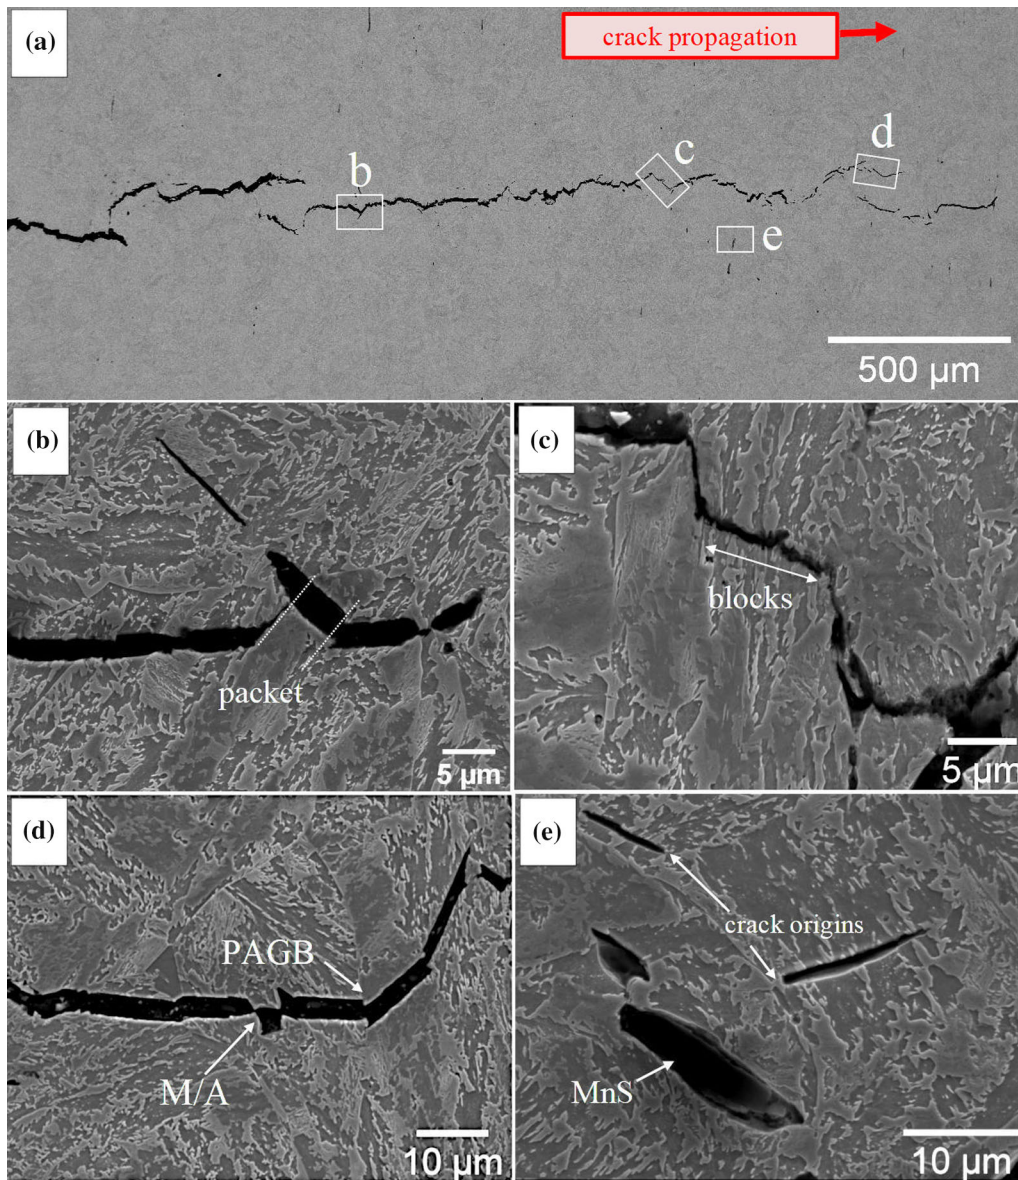 (a)
crack propagation
b
c
d
e
500 µm
(b)
packet
5 µm
(c)
blocks
5 µm
(d)
PAGB
M/A
10 µm
(e)
crack origins
MnS
10 µm